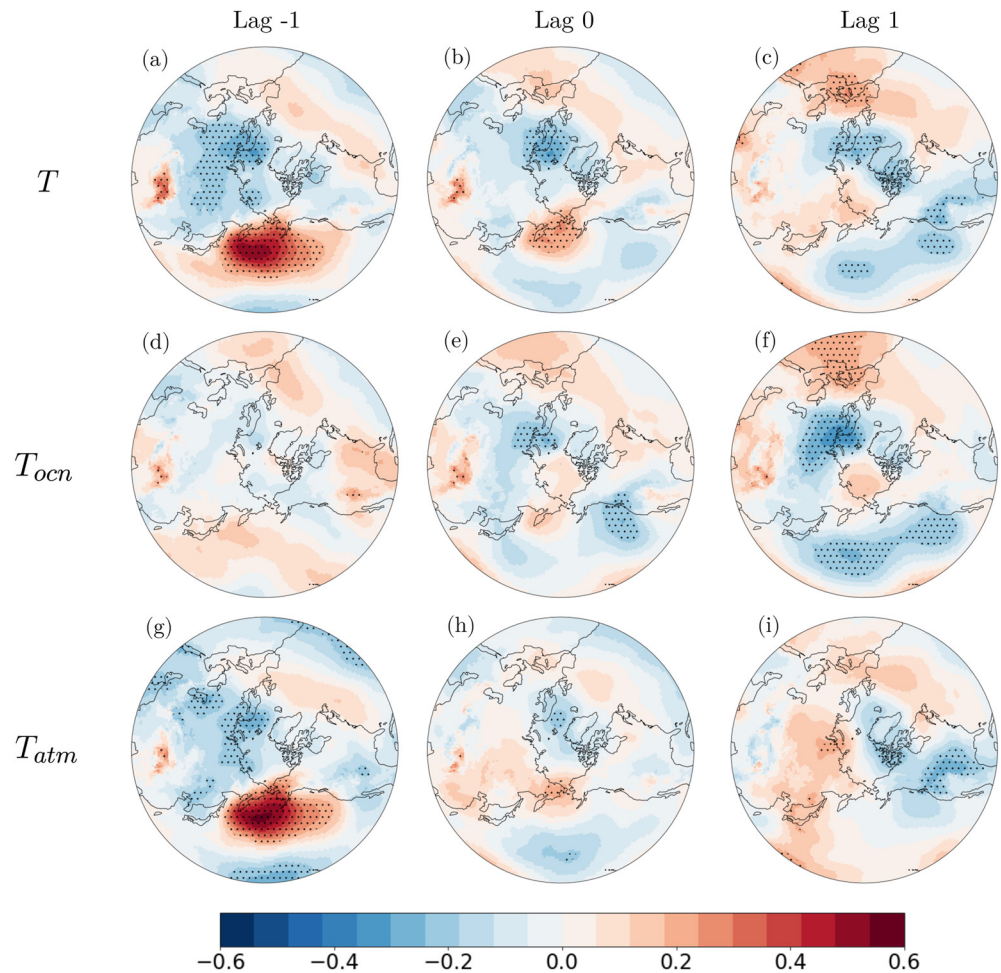 Lag -1 Lag 0 Lag 1
(a) (b) (c)
T
(d) (e) (f)
T_ocn
(g) (h) (i)
T_atm
−0.6 −0.4 −0.2 0.0 0.2 0.4 0.6